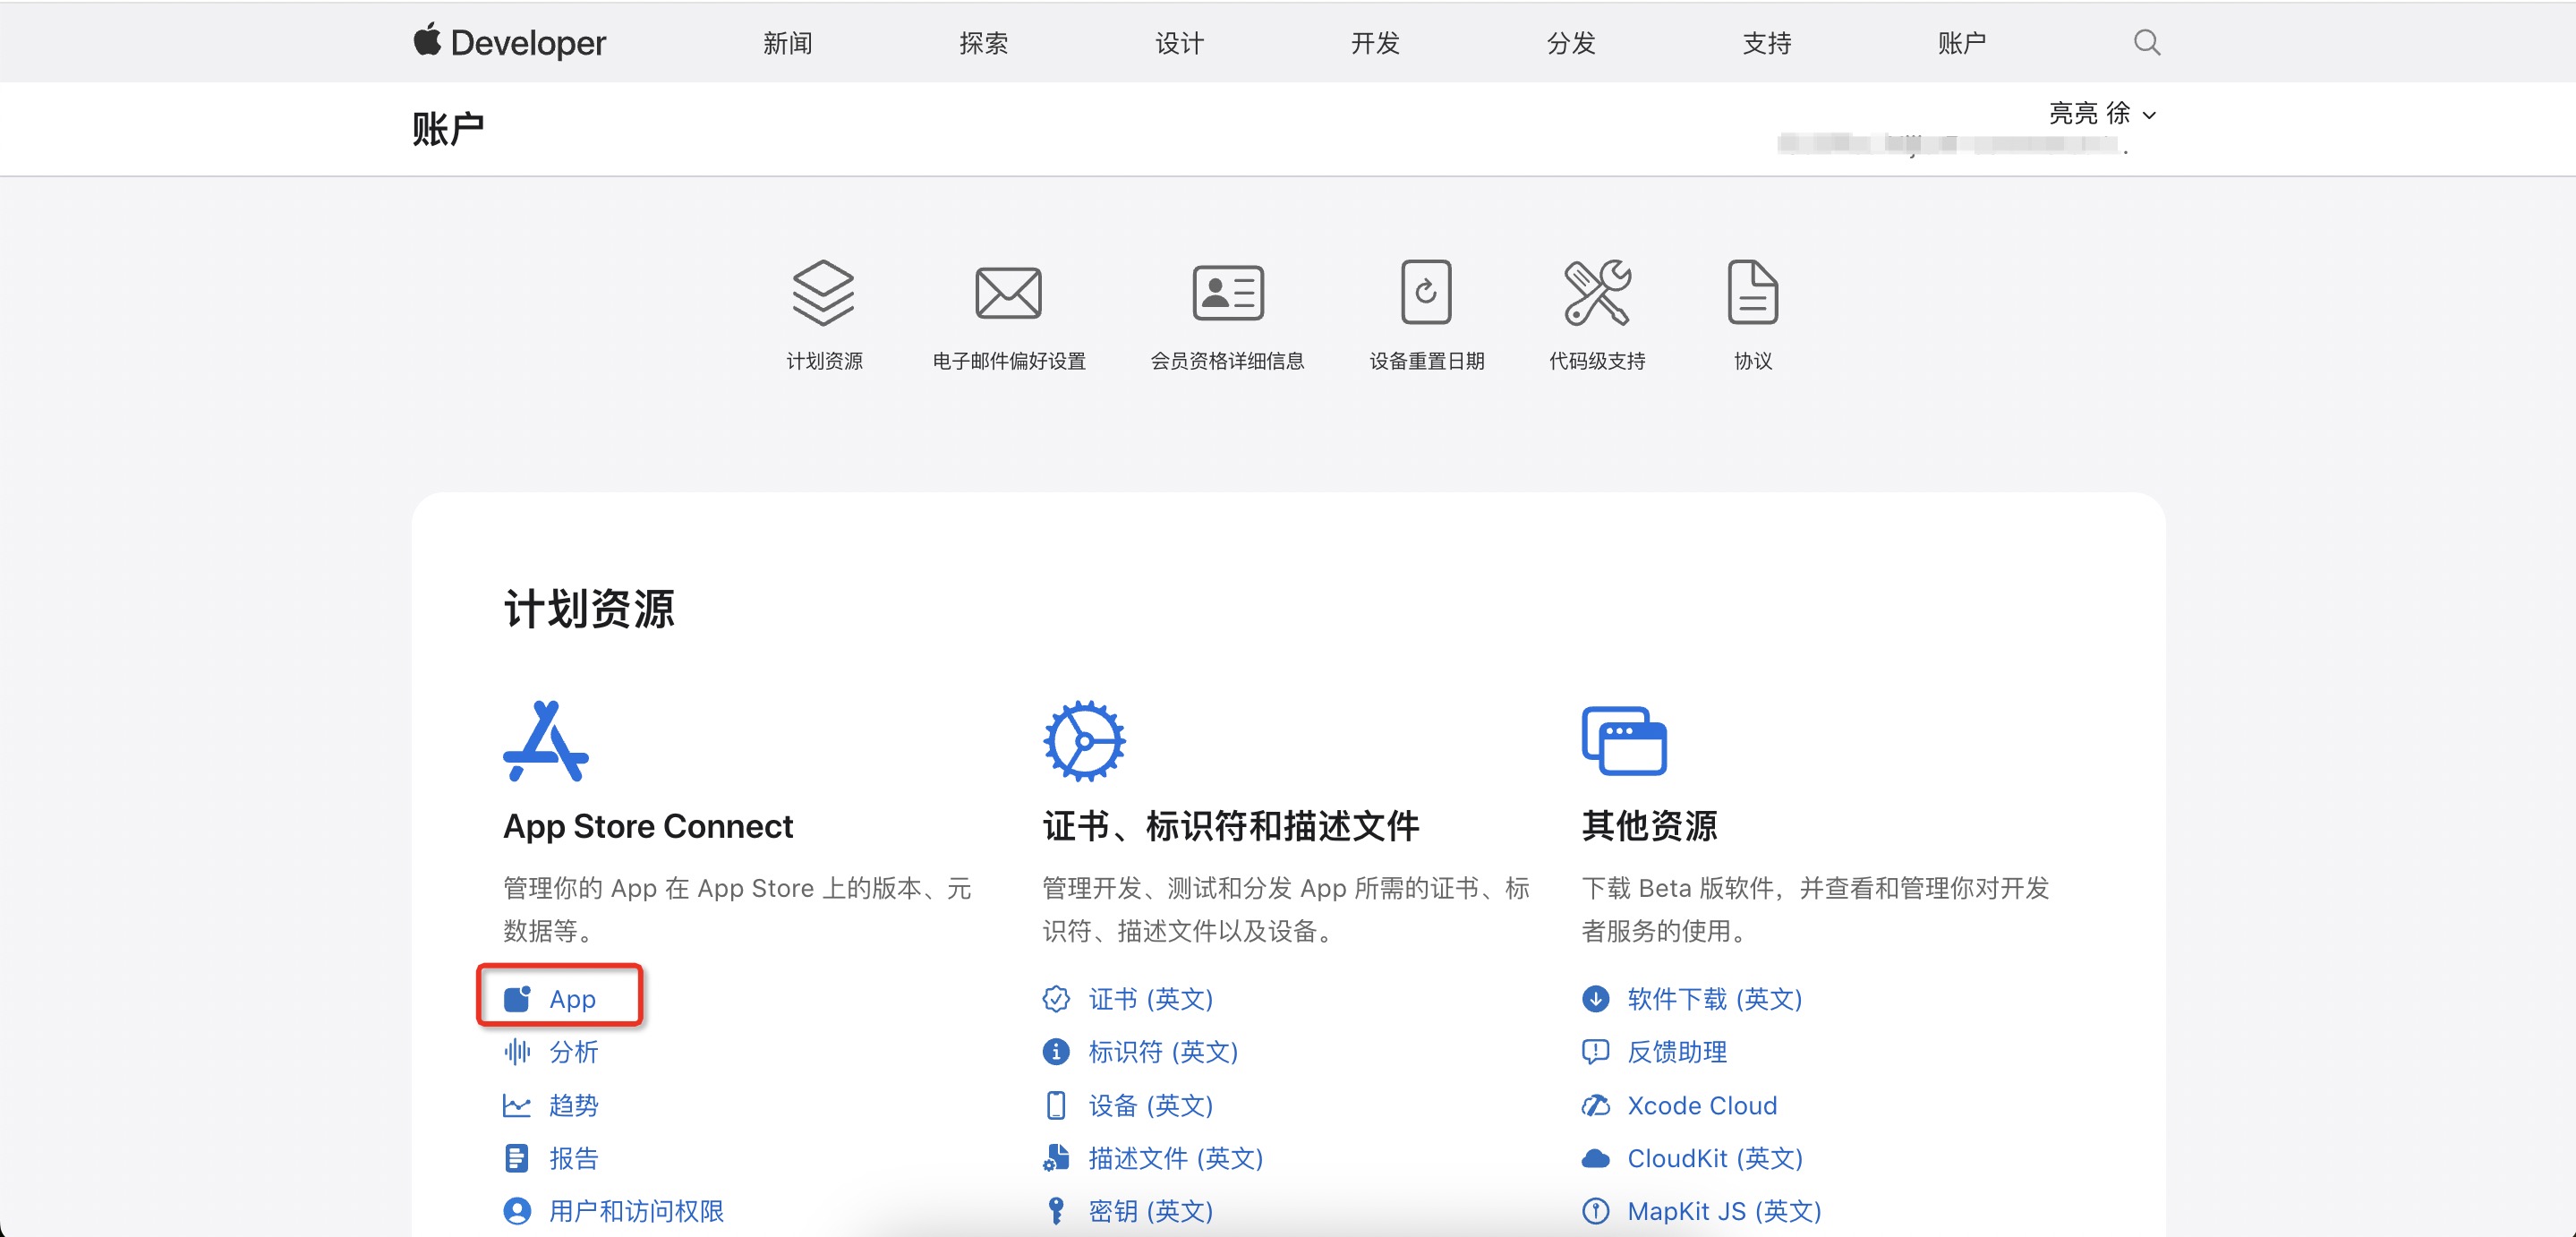 Developer
新闻
探索
设计
开发
分发
支持
账户
账户
亮亮 徐
计划资源
电子邮件偏好设置
会员资格详细信息
设备重置日期
代码级支持
协议
计划资源
App Store Connect
管理你的 App 在 App Store 上的版本、元
数据等。
App
分析
趋势
报告
用户和访问权限
证书、标识符和描述文件
管理开发、测试和分发 App 所需的证书、标
识符、描述文件以及设备。
证书 (英文)
标识符 (英文)
设备 (英文)
描述文件 (英文)
密钥 (英文)
其他资源
下载 Beta 版软件，并查看和管理你对开发
者服务的使用。
软件下载 (英文)
反馈助理
Xcode Cloud
CloudKit (英文)
MapKit JS (英文)